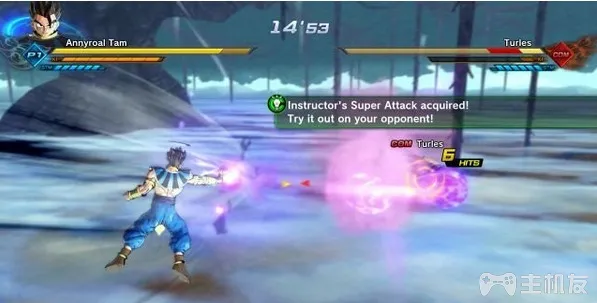 14'53
Annyroal Tam
Turles
P1
COM
Instructor's Super Attack acquired!
Try it out on your opponent!
COM Turles
6
HITS
主机友